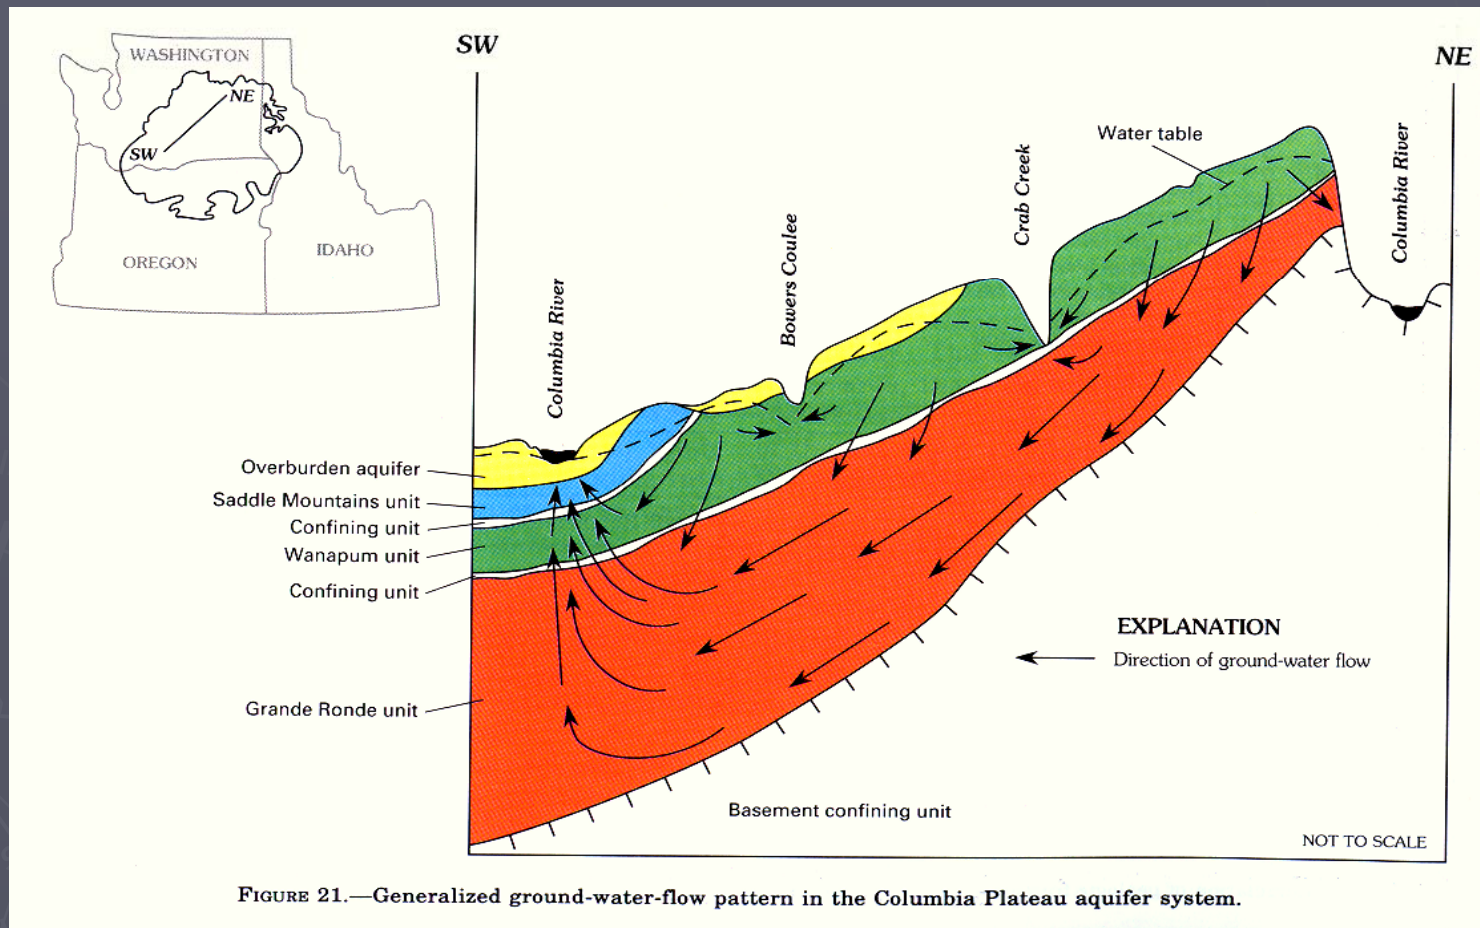 WASHINGTON
NE
SW
OREGON
IDAHO
SW
NE
Columbia River
Bowers Coulee
Crab Creek
Water table
Columbia River
Overburden aquifer
Saddle Mountains unit
Confining unit
Wanapum unit
Confining unit
Grande Ronde unit
EXPLANATION
Direction of ground-water flow
Basement confining unit
NOT TO SCALE
FIGURE 21.—Generalized ground-water-flow pattern in the Columbia Plateau aquifer system.